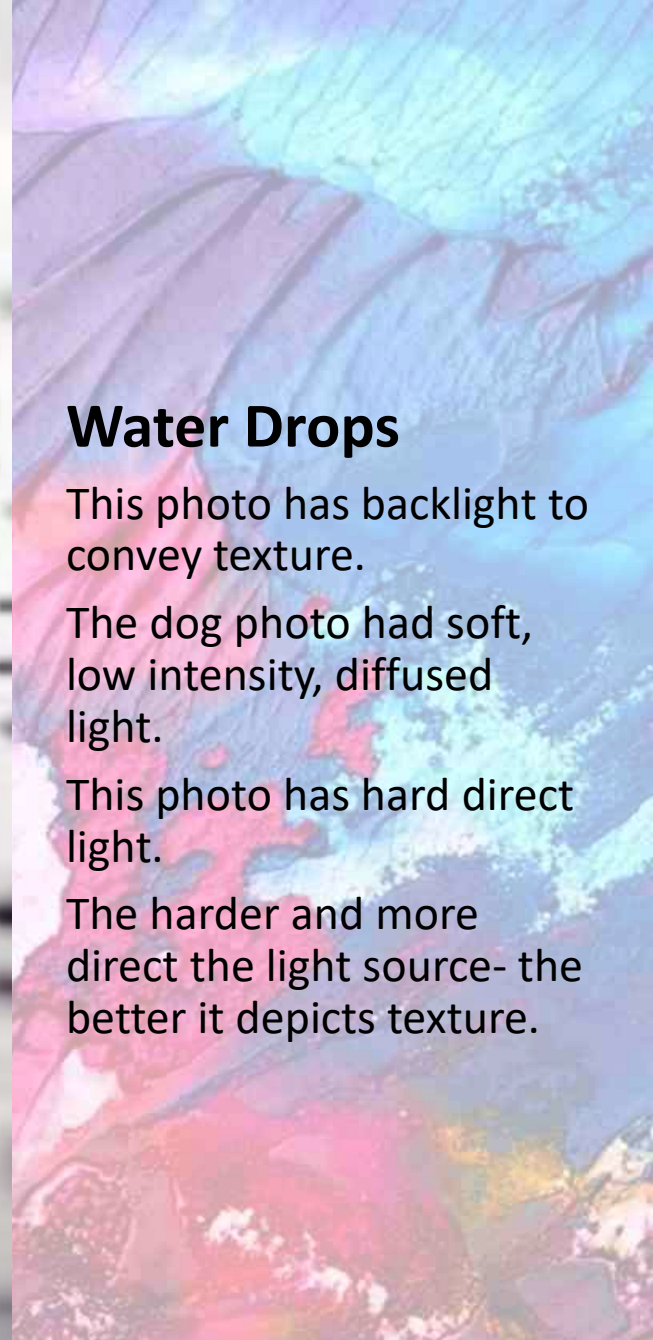 Water Drops
This photo has backlight to
convey texture.
The dog photo had soft,
low intensity, diffused
light.
This photo has hard direct
light.
The harder and more
direct the light source- the
better it depicts texture.